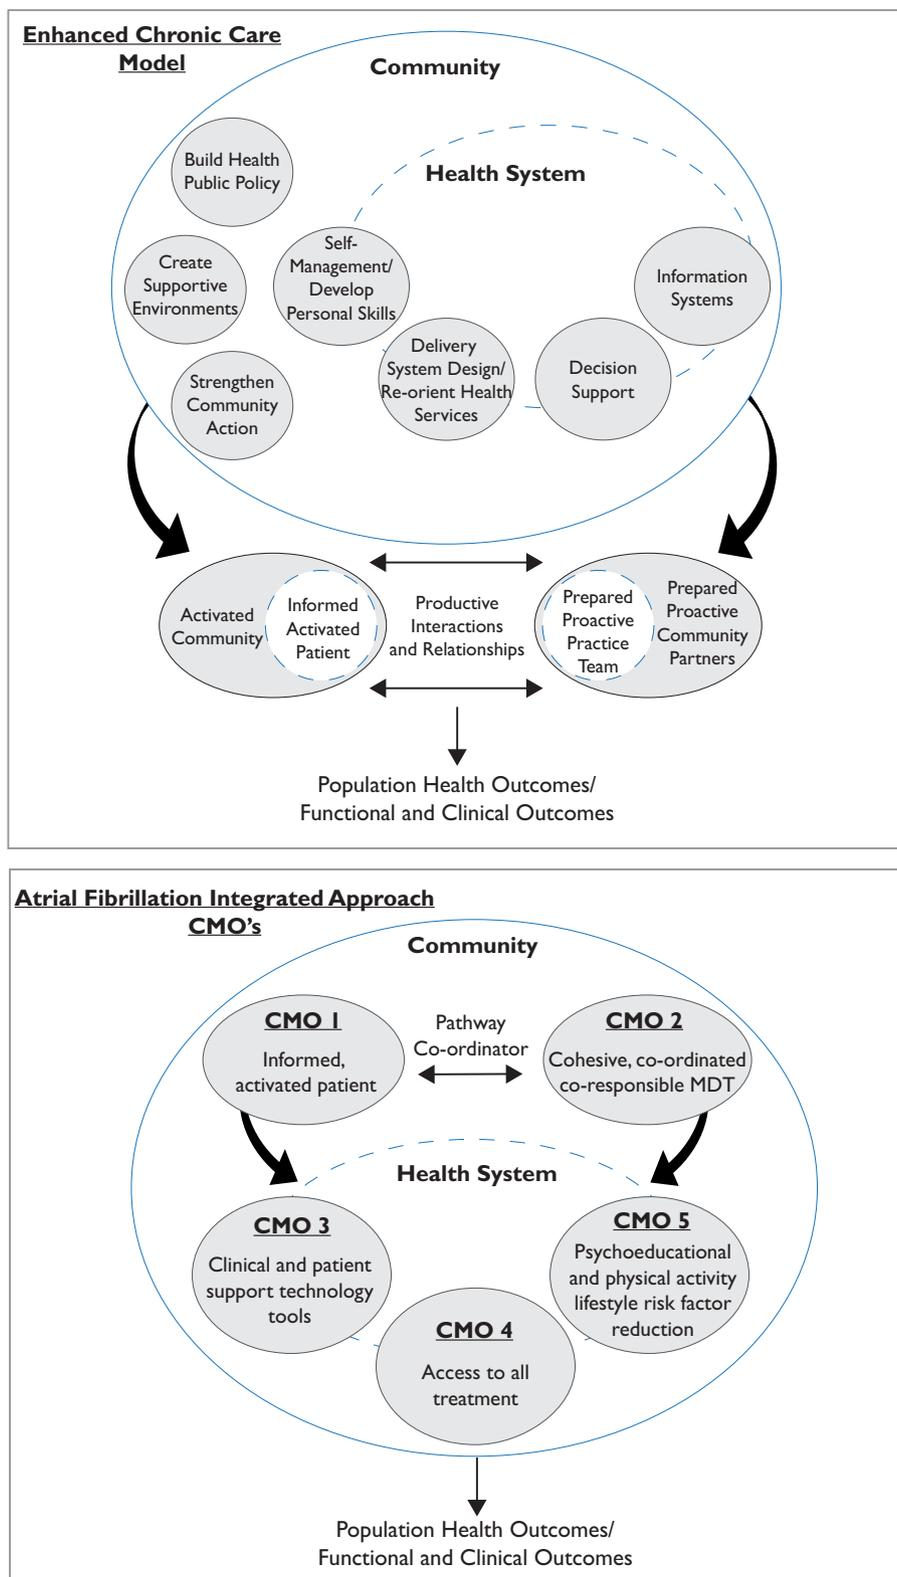 Enhanced Chronic Care
Model
Community
Health System
Build Health
Public Policy
Create
Supportive
Environments
Strengthen
Community
Action
Self-
Management/
Develop
Personal Skills
Delivery
System Design/
Re-orient Health
Services
Decision
Support
Information
Systems
Activated
Community
Informed
Activated
Patient
Productive
Interactions
and Relationships
Prepared
Proactive
Practice
Team
Prepared
Proactive
Community
Partners
Population Health Outcomes/
Functional and Clinical Outcomes
Atrial Fibrillation Integrated Approach
CMO's
Community
CMO 1
Informed,
activated patient
Pathway
Co-ordinator
CMO 2
Cohesive, co-ordinated
co-responsible MDT
Health System
CMO 3
Clinical and patient
support technology
tools
CMO 4
Access to all
treatment
CMO 5
Psychoeducational
and physical activity
lifestyle risk factor
reduction
Population Health Outcomes/
Functional and Clinical Outcomes